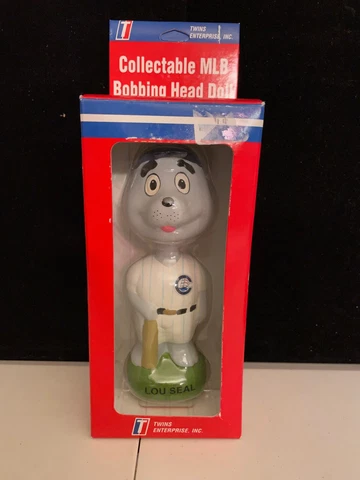 T
TWINS
ENTERPRISE, INC.
Collectable MLB
Bobbing Head Doll
LOU SEAL
T
TWINS
ENTERPRISE, INC.